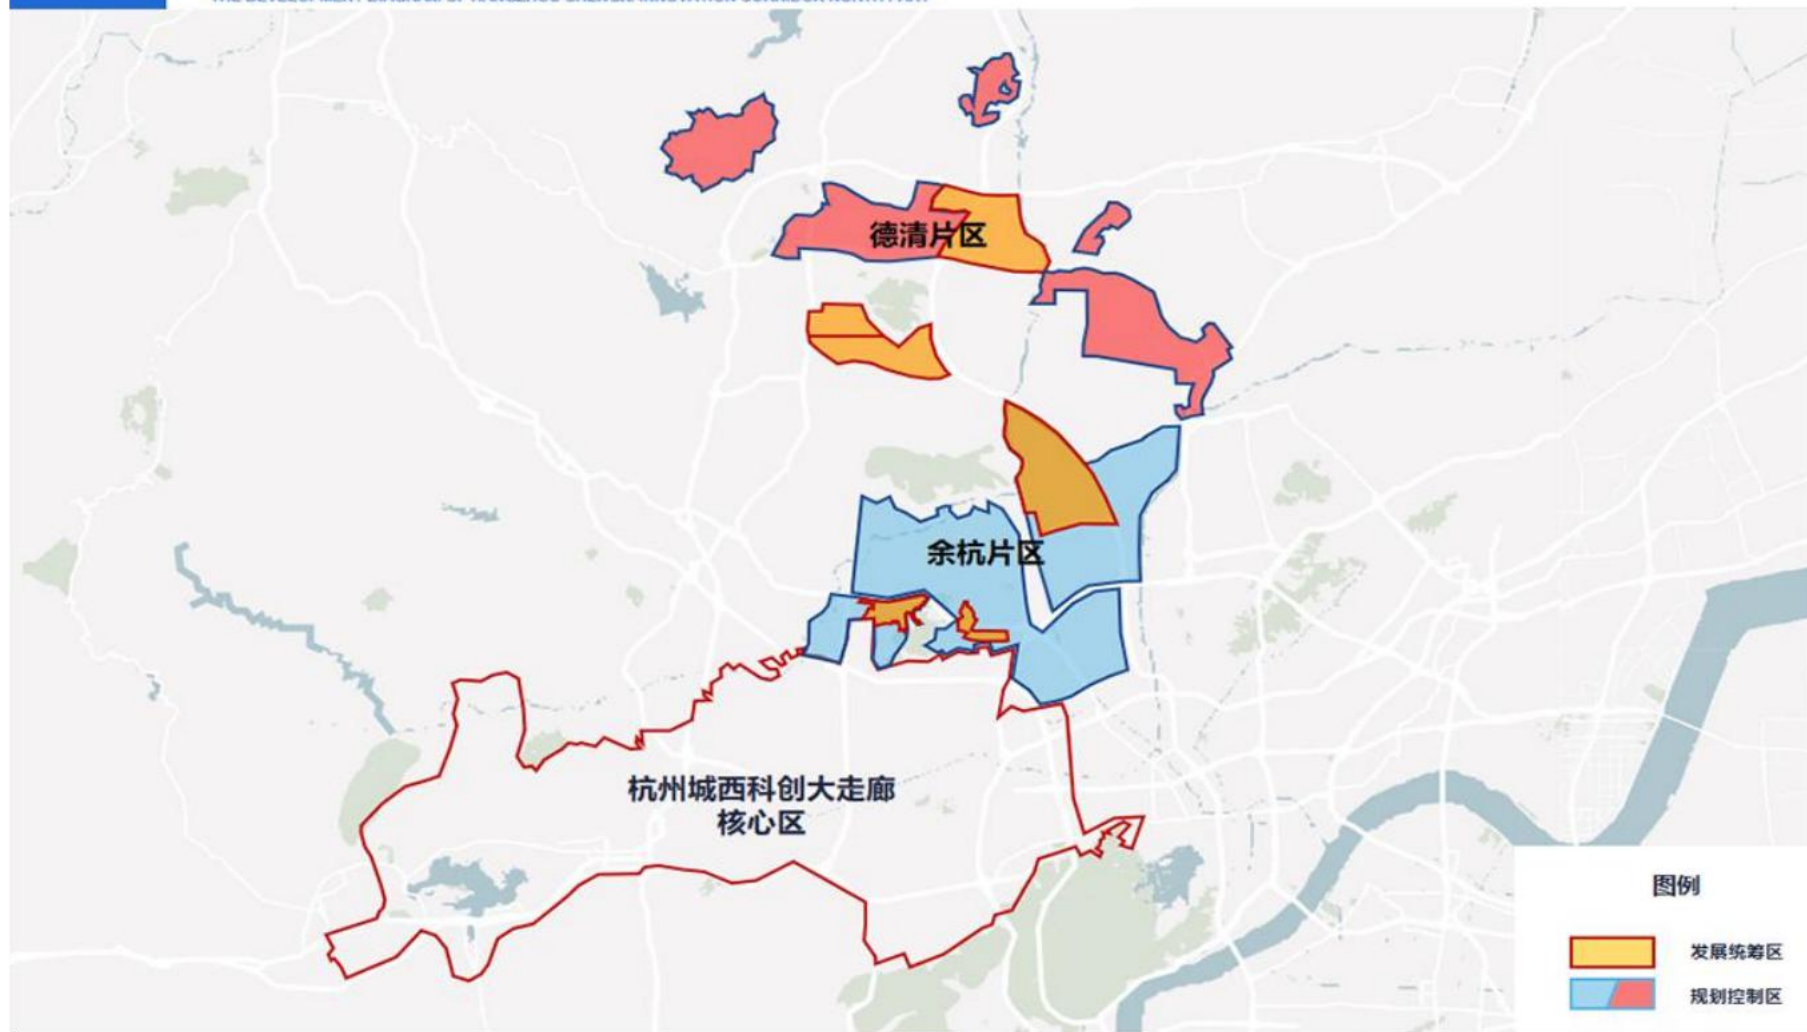 德清片区
余杭片区
杭州城西科创大走廊
核心区
图例
发展统筹区
规划控制区